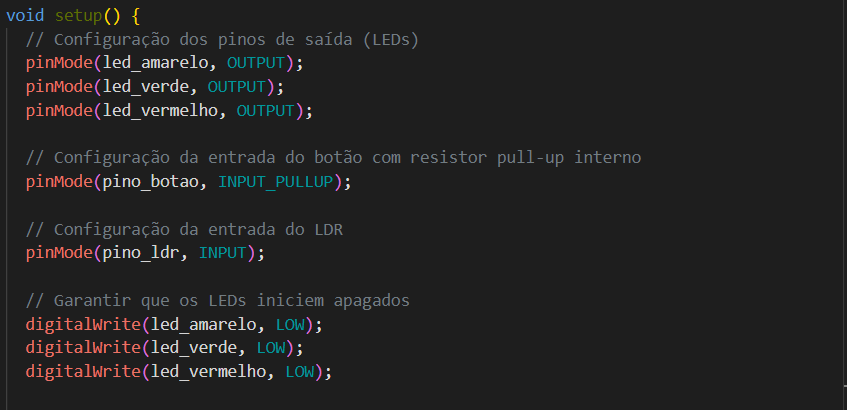 void setup() {
  // Configuração dos pinos de saída (LEDs)
  pinMode(led_amarelo, OUTPUT);
  pinMode(led_verde, OUTPUT);
  pinMode(led_vermelho, OUTPUT);

  // Configuração da entrada do botão com resistor pull-up interno
  pinMode(pino_botao, INPUT_PULLUP);

  // Configuração da entrada do LDR
  pinMode(pino_ldr, INPUT);

  // Garantir que os LEDs iniciem apagados
  digitalWrite(led_amarelo, LOW);
  digitalWrite(led_verde, LOW);
  digitalWrite(led_vermelho, LOW);